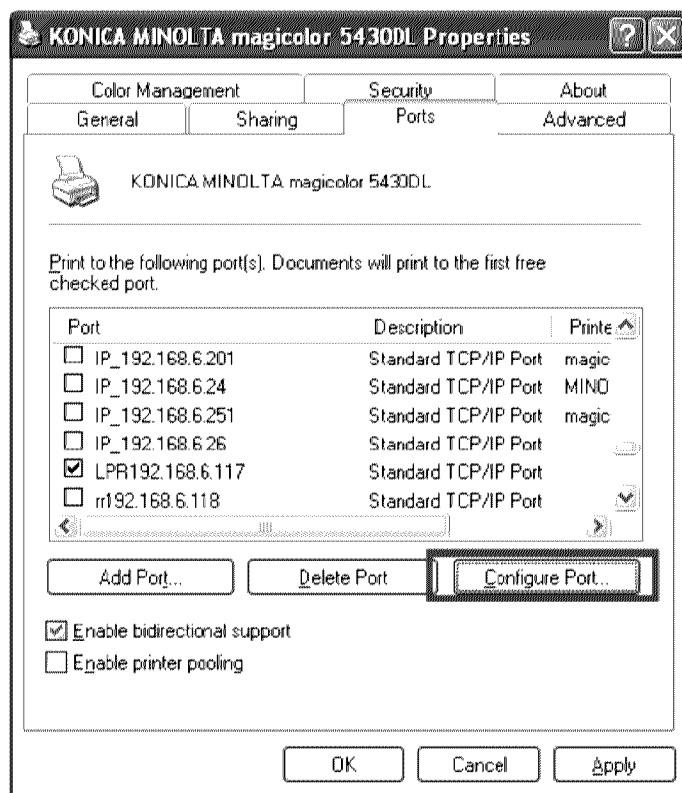 KONICA MINOLTA magicolor 5430DL Properties
Color Management Security About
General Sharing Ports Advanced
KONICA MINOLTA magicolor 5430DL
Print to the following port(s). Documents will print to the first free
checked port.
Port Description Printe
IP_192.168.6.201 Standard TCP/IP Port magic
IP_192.168.6.24 Standard TCP/IP Port MINO
IP_192.168.6.251 Standard TCP/IP Port magic
IP_192.168.6.26 Standard TCP/IP Port
LPR192.168.6.117 Standard TCP/IP Port
rr192.168.6.118 Standard TCP/IP Port
Add Port... Delete Port Configure Port...
Enable bidirectional support
Enable printer pooling
OK Cancel Apply